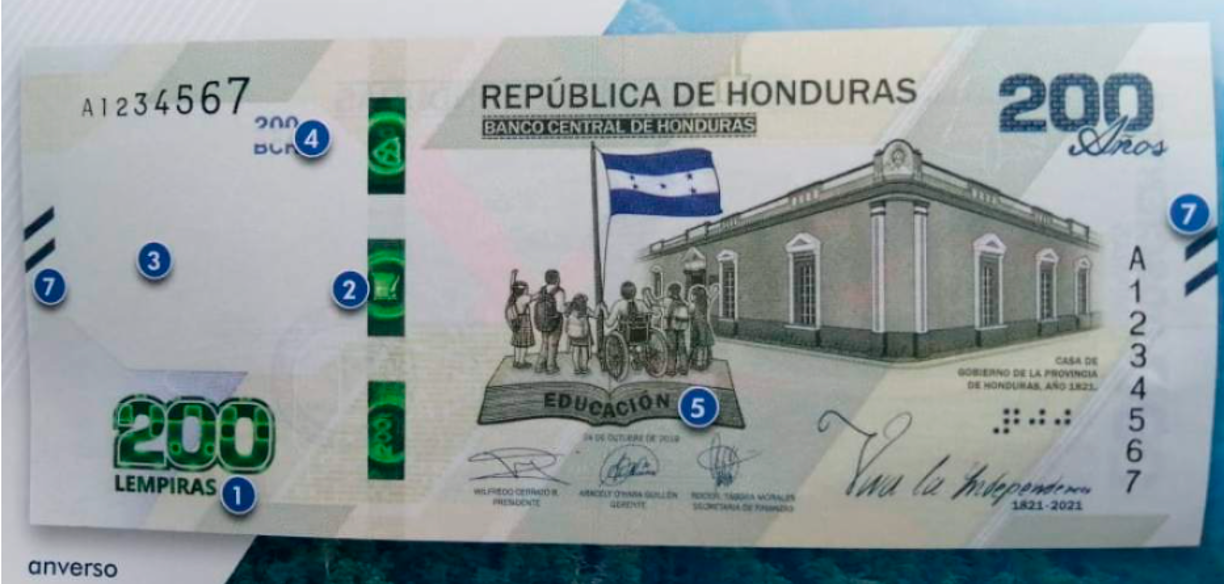 A1234567
200
4
REPÚBLICA DE HONDURAS
BANCO CENTRAL DE HONDURAS
200
Años
7
3
7
2
A1234567
CASA DE
GOBIERNO DE LA PROVINCIA
DE HONDURAS, AÑO 1821.
EDUCACIÓN
5
200
LEMPIRAS
1
24 DE OCTUBRE DE 2019
WILFREDO CERRATO R.
PRESIDENTE
ARACELY O'HARA GUILLÉN
GERENTE
ROCÍO I. TÁBORA MORALES
SECRETARIA DE FINANZAS
Viva la Independencia
1821-2021
anverso